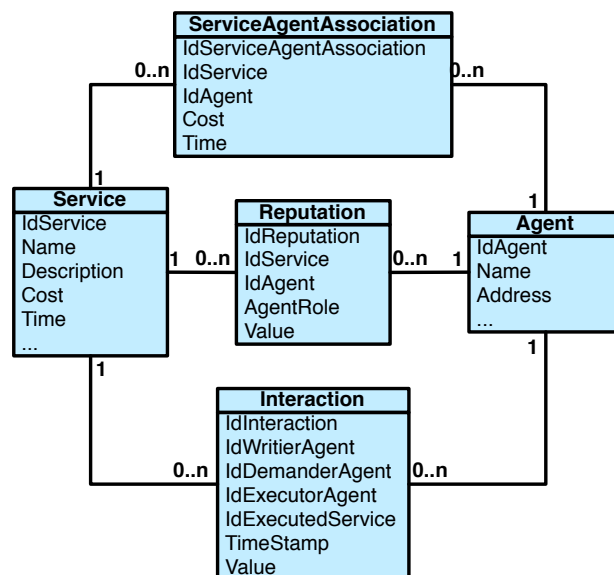 ServiceAgentAssociation
IdServiceAgentAssociation
IdService
IdAgent
Cost
Time
0..n
0..n
1
1
Service
IdService
Name
Description
Cost
Time
...
1
0..n
Reputation
IdReputation
IdService
IdAgent
AgentRole
Value
0..n
1
Agent
IdAgent
Name
Address
...
1
1
Interaction
IdInteraction
IdWritierAgent
IdDemanderAgent
IdExecutorAgent
IdExecutedService
TimeStamp
Value
0..n
0..n